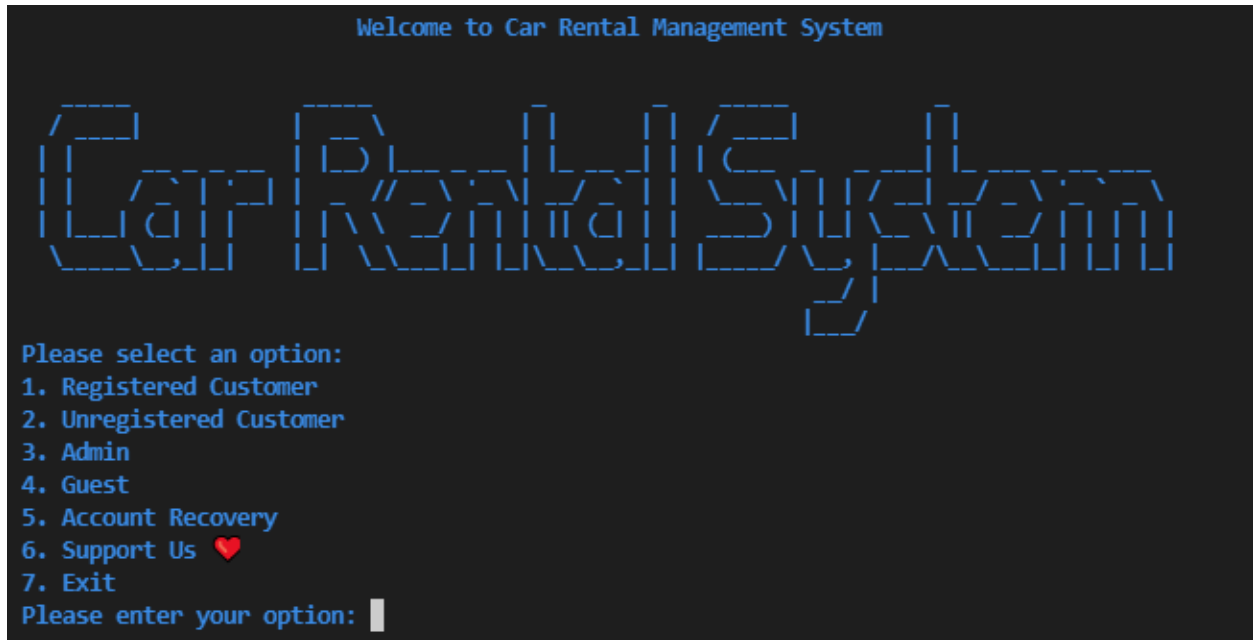 Welcome to Car Rental Management System
Car Rental System
Please select an option:
1. Registered Customer
2. Unregistered Customer
3. Admin
4. Guest
5. Account Recovery
6. Support Us ❤️
7. Exit
Please enter your option: